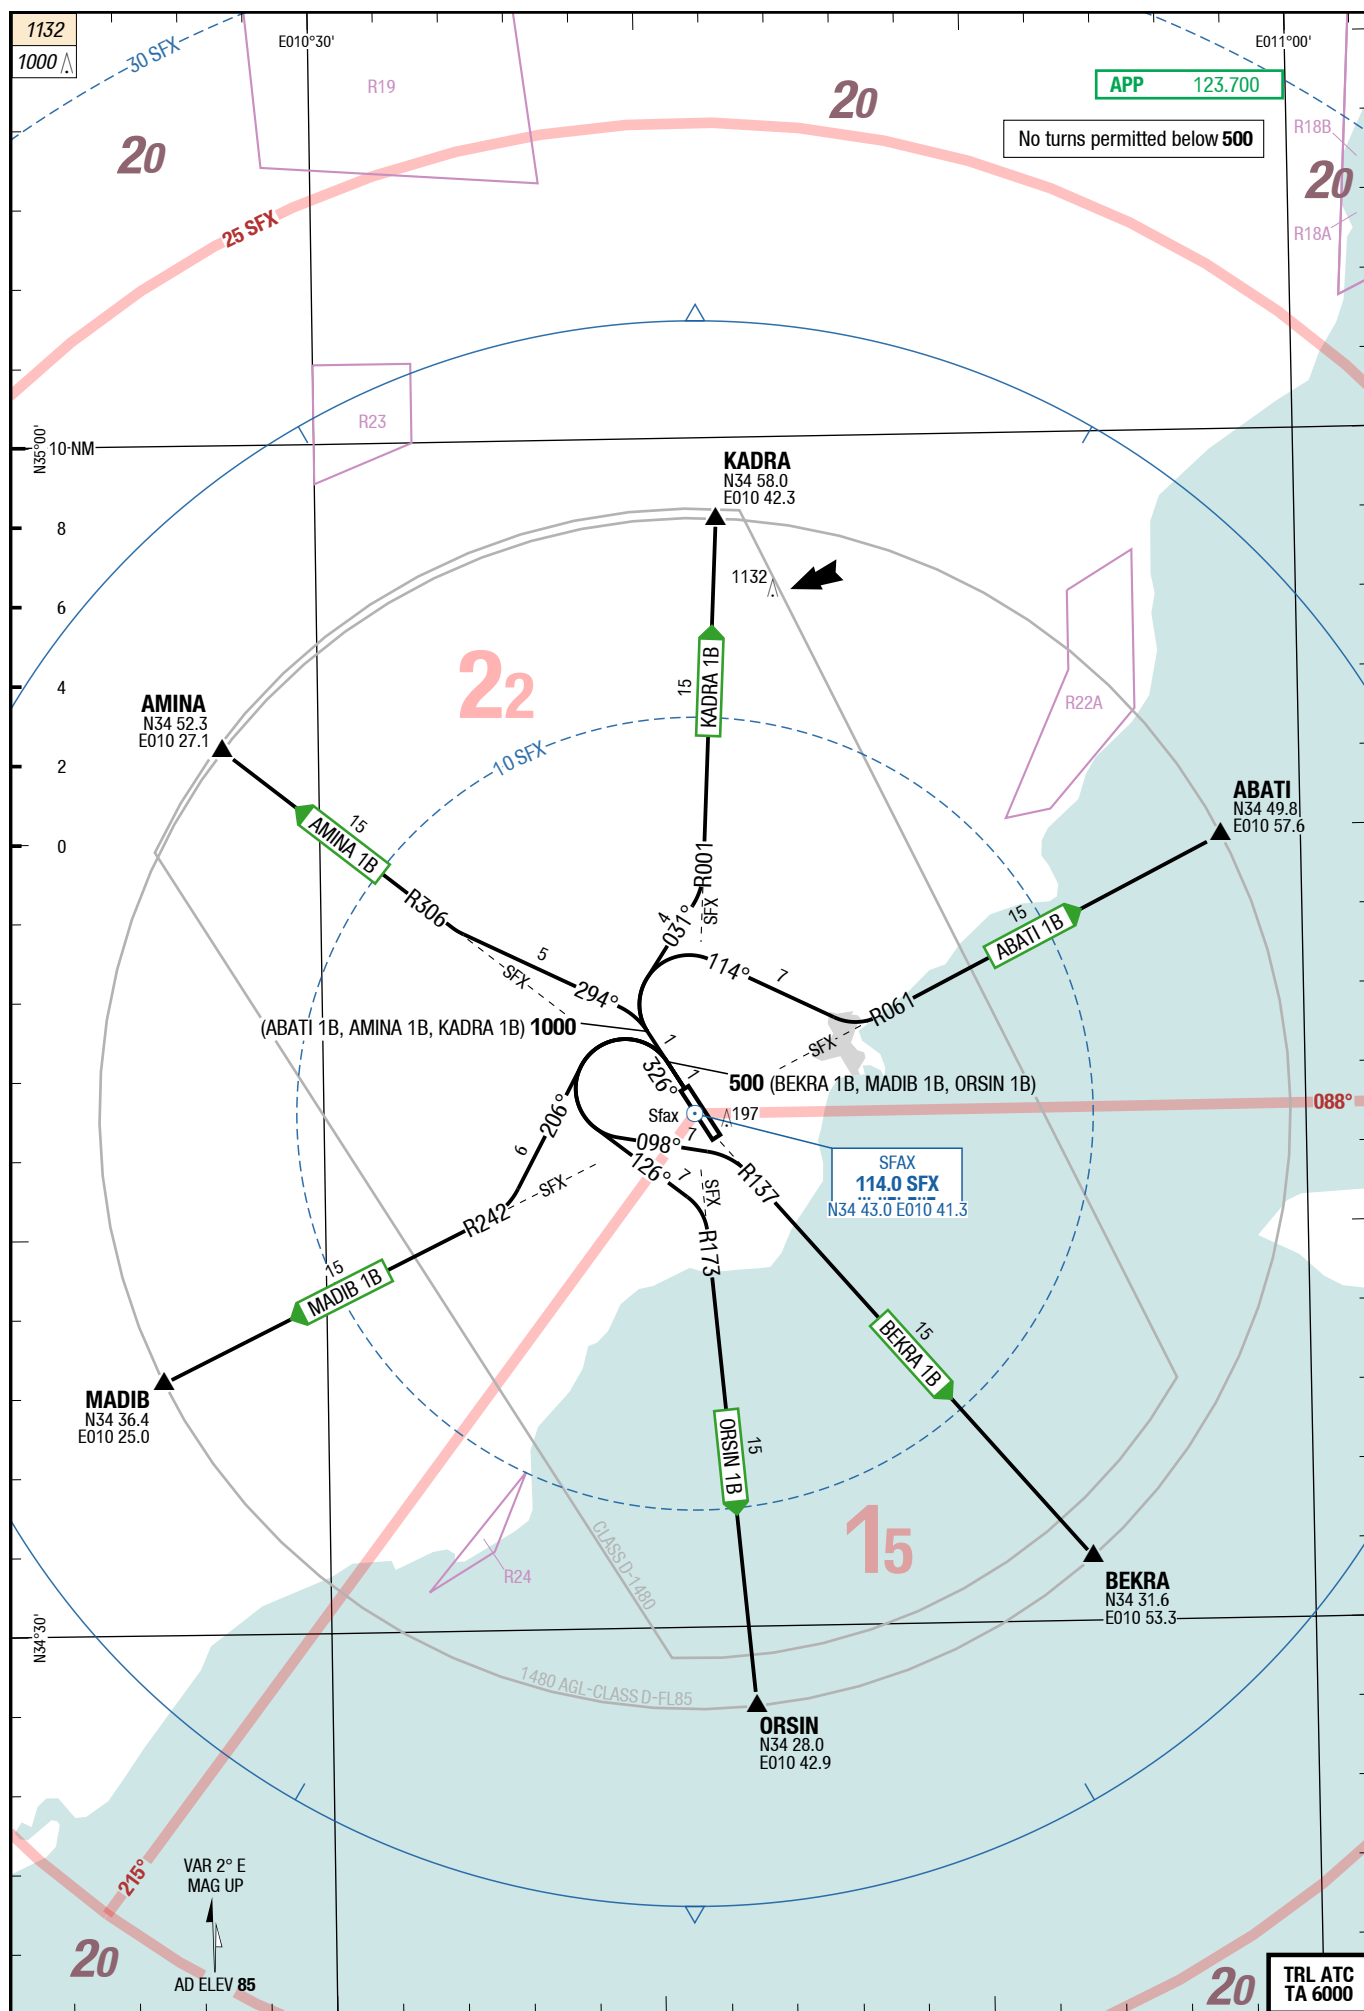 1132
1000
30 SFX
E010°30'
E011°00'
R19
20
20
APP 123.700
No turns permitted below 500
R18B
20
R18A
25 SFX
R23
N35°00'
10 NM
8
6
4
2
0
KADRA
N34 58.0
E010 42.3
1132
22
15
KADRA 1B
R22A
AMINA
N34 52.3
E010 27.1
10 SFX
ABATI
N34 49.8
E010 57.6
15
AMINA 1B
R306
R001
SFX
4
031°
15
ABATI 1B
5
SFX
294°
114°
7
R061
SFX
(ABATI 1B, AMINA 1B, KADRA 1B) 1000
1
326°
1
500 (BEKRA 1B, MADIB 1B, ORSIN 1B)
Sfax
197
088°
206°
6
SFX
7
098°
126°
7
SFX
R137
R173
R242
SFAX
114.0 SFX
N34 43.0 E010 41.3
15
MADIB 1B
15
BEKRA 1B
MADIB
N34 36.4
E010 25.0
15
ORSIN 1B
15
CLASS D-1480
R24
BEKRA
N34 31.6
E010 53.3
N34°30'
1480 AGL-CLASS D-FL85
ORSIN
N34 28.0
E010 42.9
215°
VAR 2° E
MAG UP
20
AD ELEV 85
20
TRL ATC
TA 6000